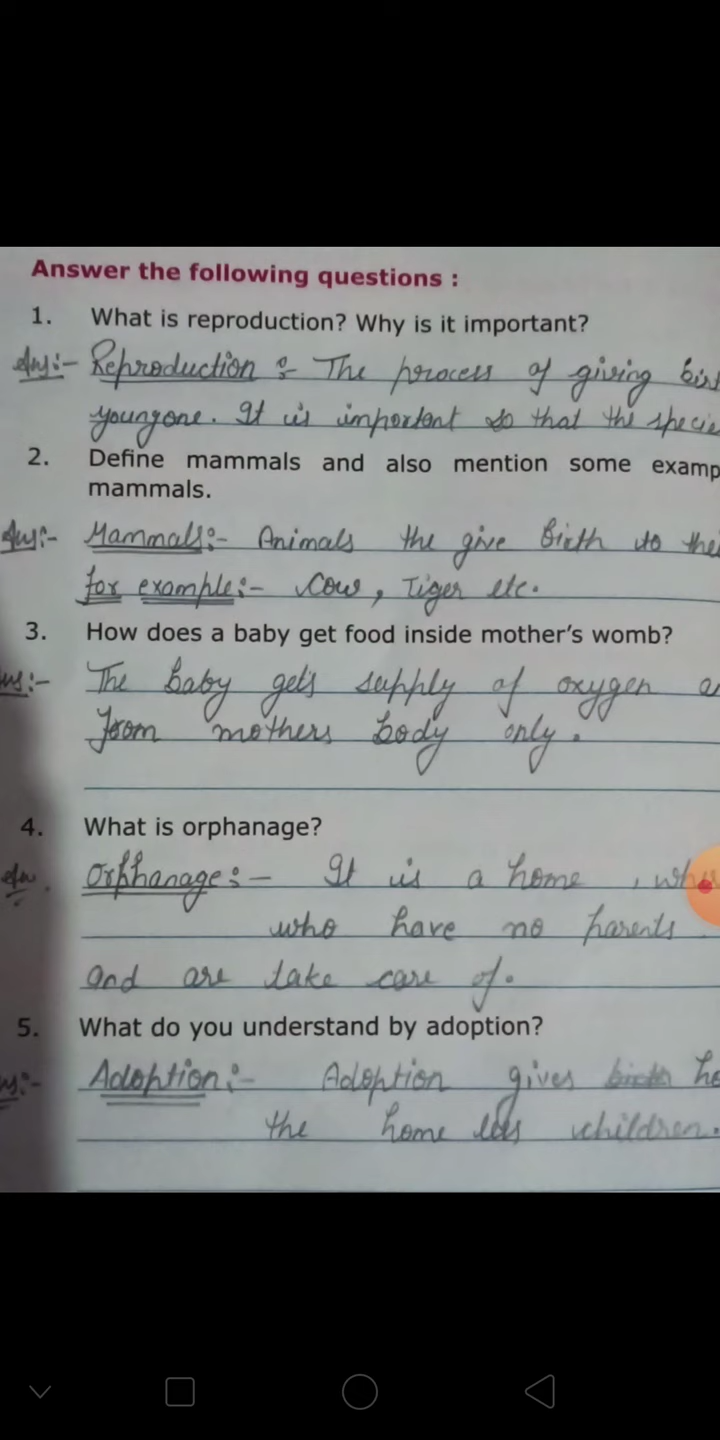 Answer the following questions :
1. What is reproduction? Why is it important?
Ans:- Reproduction :- The process of giving
youngone. It is important so that the
2. Define mammals and also mention some
mammals.
Ans:- Mammals:- Animals the give Birth to
for example:- Cow, Tiger etc.
3. How does a baby get food inside mother's womb?
Ans:- The baby gets supply of oxygen
from mothers body only.
4. What is orphanage?
Ans. Orphanage:- It is a home,
who have no parents
and are take care of.
5. What do you understand by adoption?
Ans:- Adoption:- Adoption gives birth
the home less children.